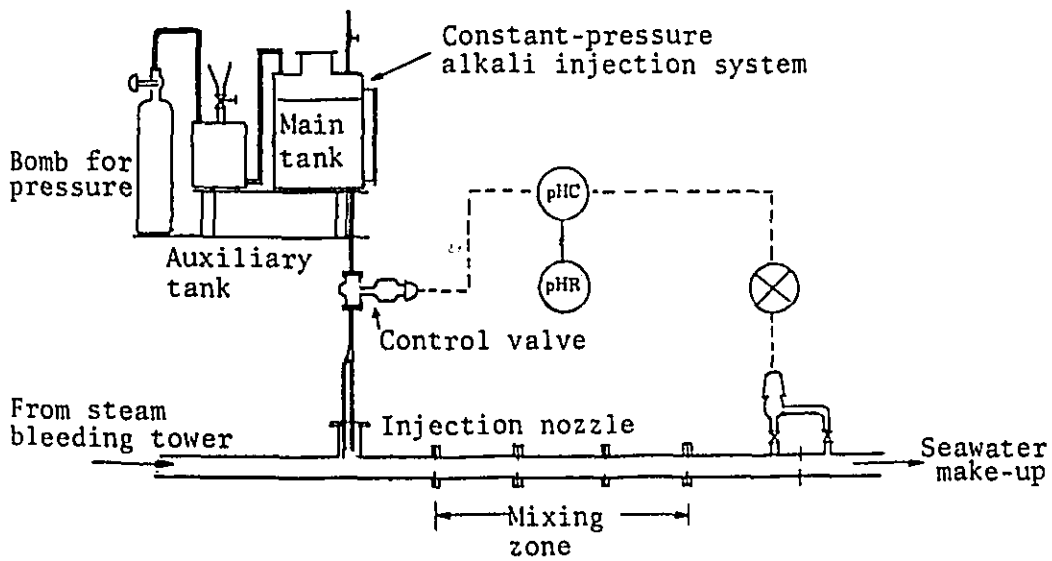 Constant-pressure
alkali injection system
Main
tank
Bomb for
pressure
pHC
Auxiliary
tank
pHR
Control valve
From steam
bleeding tower
Injection nozzle
Seawater
make-up
Mixing
zone